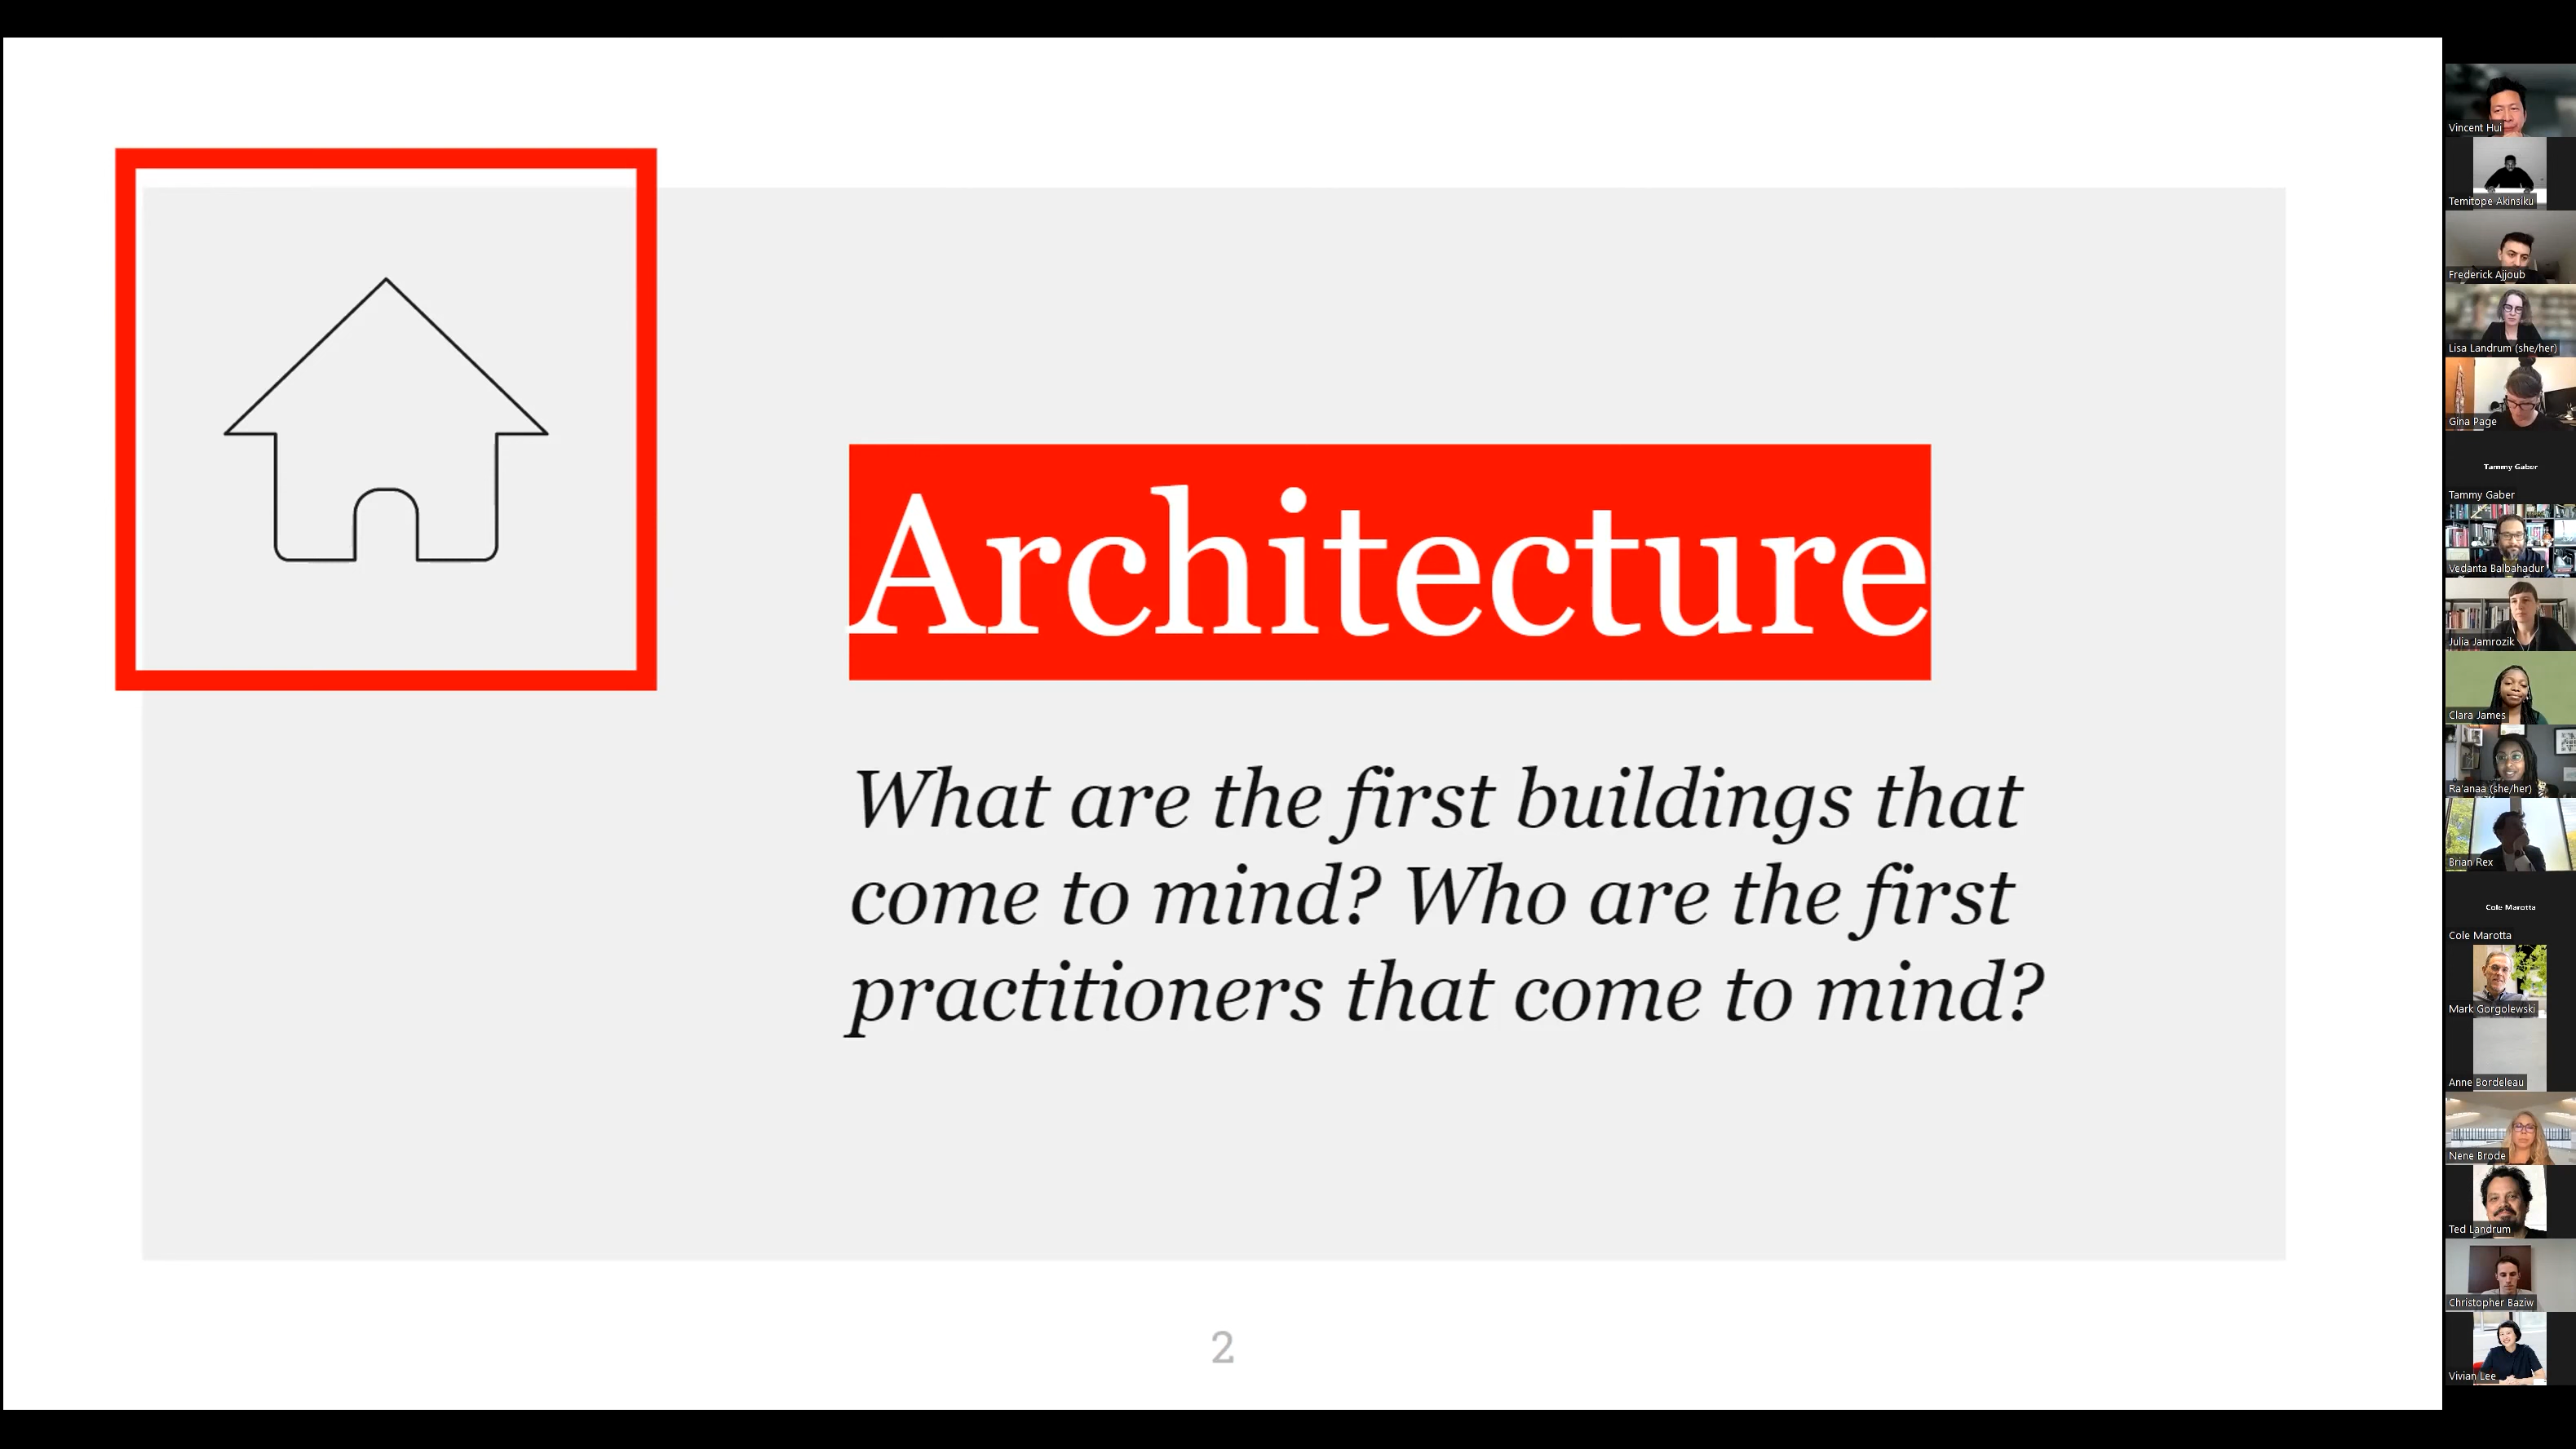 Architecture
What are the first buildings that
come to mind? Who are the first
practitioners that come to mind?
2
Vincent Hui
Temitope Akinsiku
Frederick Ajjoub
Lisa Landrum (she/her)
Gina Page
Tammy Gaber
Tammy Gaber
Vedanta Balbahadur
Julia Jamrozik
Clara James
Ra'anaa (she/her)
Brian Rex
Cole Marotta
Cole Marotta
Mark Gorgolewski
Anne Bordeleau
Nene Brode
Ted Landrum
Christopher Baziw
Vivian Lee